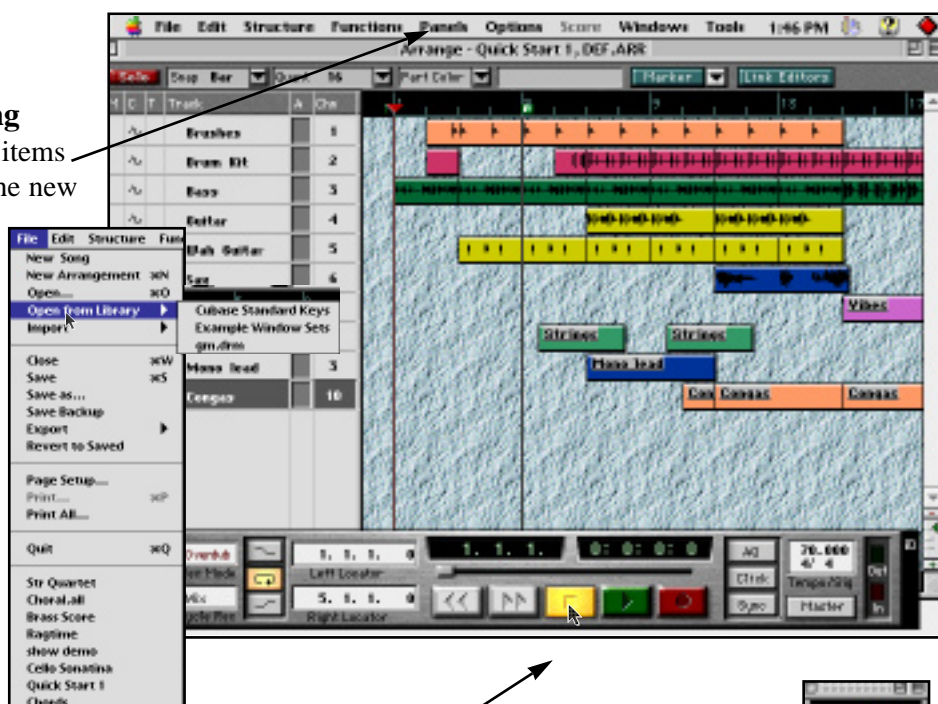 File Edit Structure Functions Panels Options Score Windows Tools 1:46 PM
Arrange - Quick Start 1, DEF.ARR
Solo Snap Bar Quant 16 Part Color Marker Link Editors
M C T Track A Chn 9 13 17
Brushes 1
Drum Kit 2
Bass 3
Guitar 4
Wah Guitar 5
Sax 6
Vibes
Strings Strings
Mono lead 3 Mono lead
Congas 10 Con Congas Congas
g
items
ne new
File Edit Structure Fun
New Song
New Arrangement ⌘N
Open... ⌘O
Open from Library
Import
Cubase Standard Keys
Example Window Sets
gm.drm
Close ⌘W
Save ⌘S
Save as...
Save Backup
Export
Revert to Saved
Page Setup...
Print... ⌘P
Print All...
Quit ⌘Q
Str Quartet
Choral.all
Brass Score
Ragtime
show demo
Cello Sonatina
Quick Start 1
Chords
Overdub 1. 1. 1. 0 1. 1. 1. 0: 0: 0: 0 AQ 70.000
4/ 4
Mode Left Locator Click Tempo/Sig Out
Mix 5. 1. 1. 0 Sync Master In
Right Locator